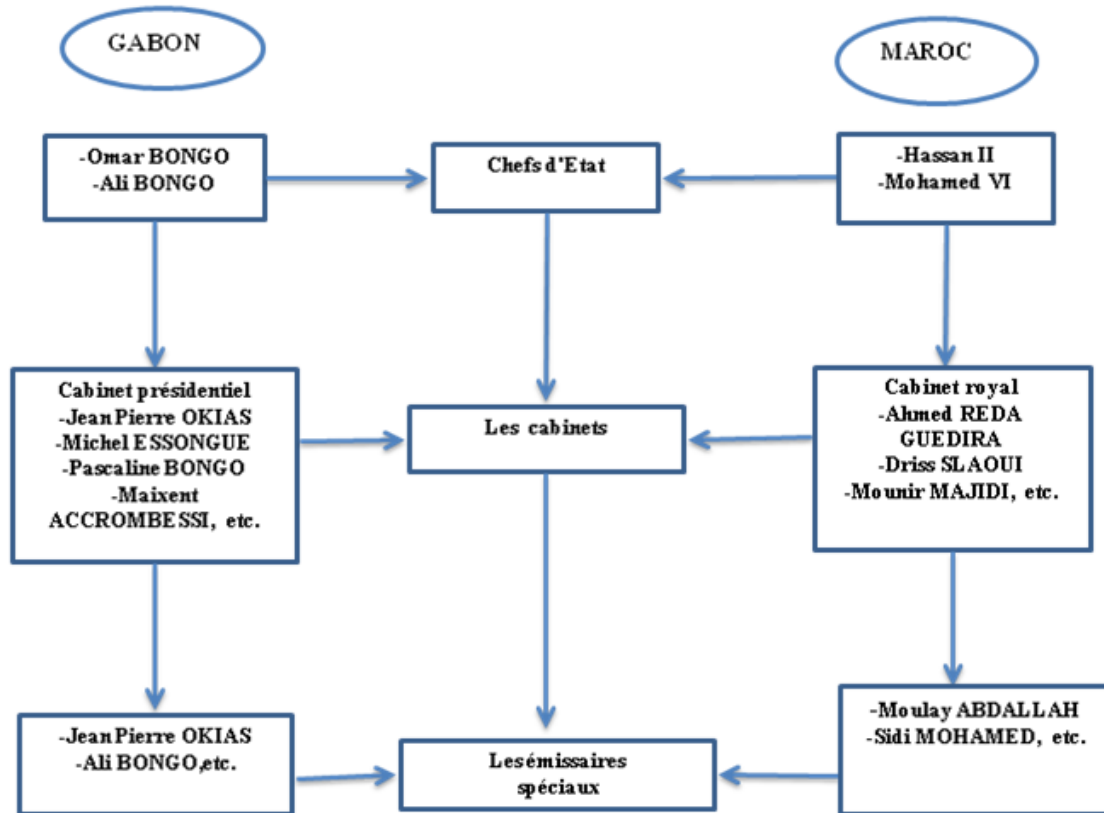 GABON
MAROC
-Omar BONGO
-Ali BONGO
Chefs d'Etat
-Hassan II
-Mohamed VI
Cabinet présidentiel
-Jean Pierre OKIAS
-Michel ESSONGUE
-Pascaline BONGO
-Maixent
ACCROMBESSI, etc.
Les cabinets
Cabinet royal
-Ahmed REDA
GUEDIRA
-Driss SLAOUI
-Mounir MAJIDI, etc.
-Jean Pierre OKIAS
-Ali BONGO,etc.
Les émissaires
spéciaux
-Moulay ABDALLAH
-Sidi MOHAMED, etc.